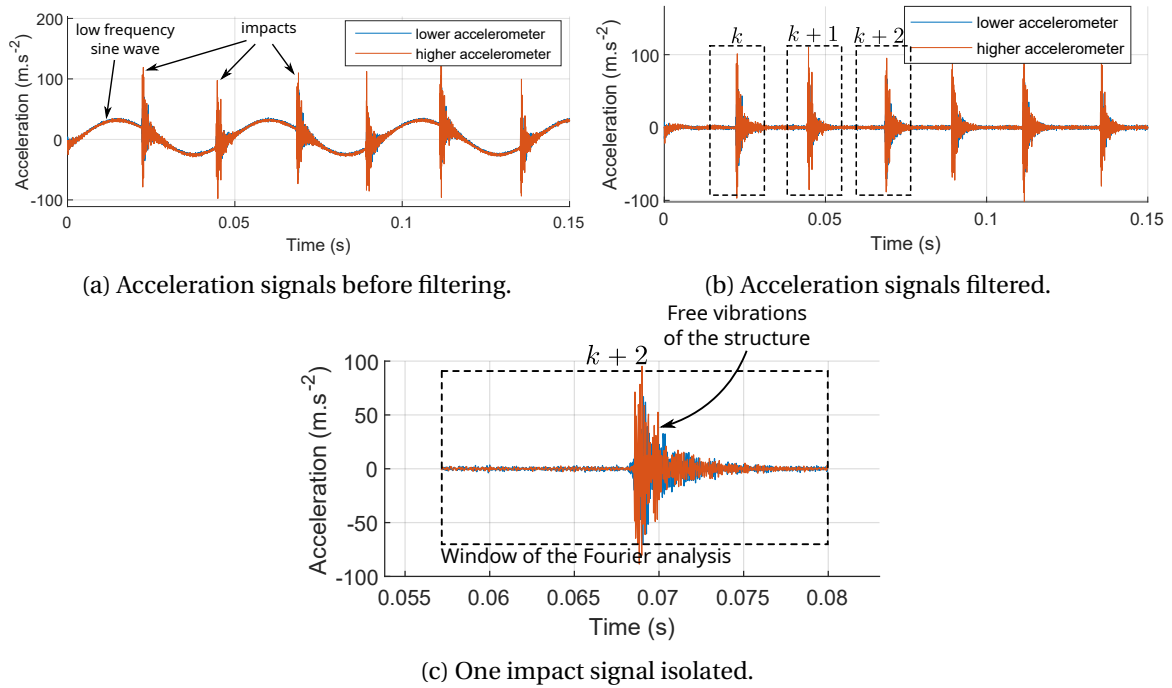 200
100
0
-100
Acceleration (m.s⁻²)
low frequency
sine wave
impacts
lower accelerometer
higher accelerometer
0
0.05
0.1
0.15
Time (s)
(a) Acceleration signals before filtering.
100
0
-100
Acceleration (m.s⁻²)
k
k + 1
k + 2
lower accelerometer
higher accelerometer
0
0.05
0.1
0.15
Time (s)
(b) Acceleration signals filtered.
Free vibrations
of the structure
k + 2
100
50
0
-50
-100
Acceleration (m.s⁻²)
Window of the Fourier analysis
0.055
0.06
0.065
0.07
0.075
0.08
Time (s)
(c) One impact signal isolated.